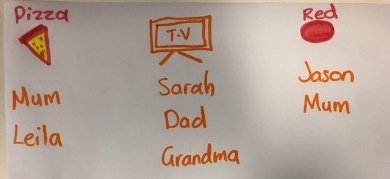 Pizza
Mum
Leila
T.V
Sarah
Dad
Grandma
Red
Jason
Mum